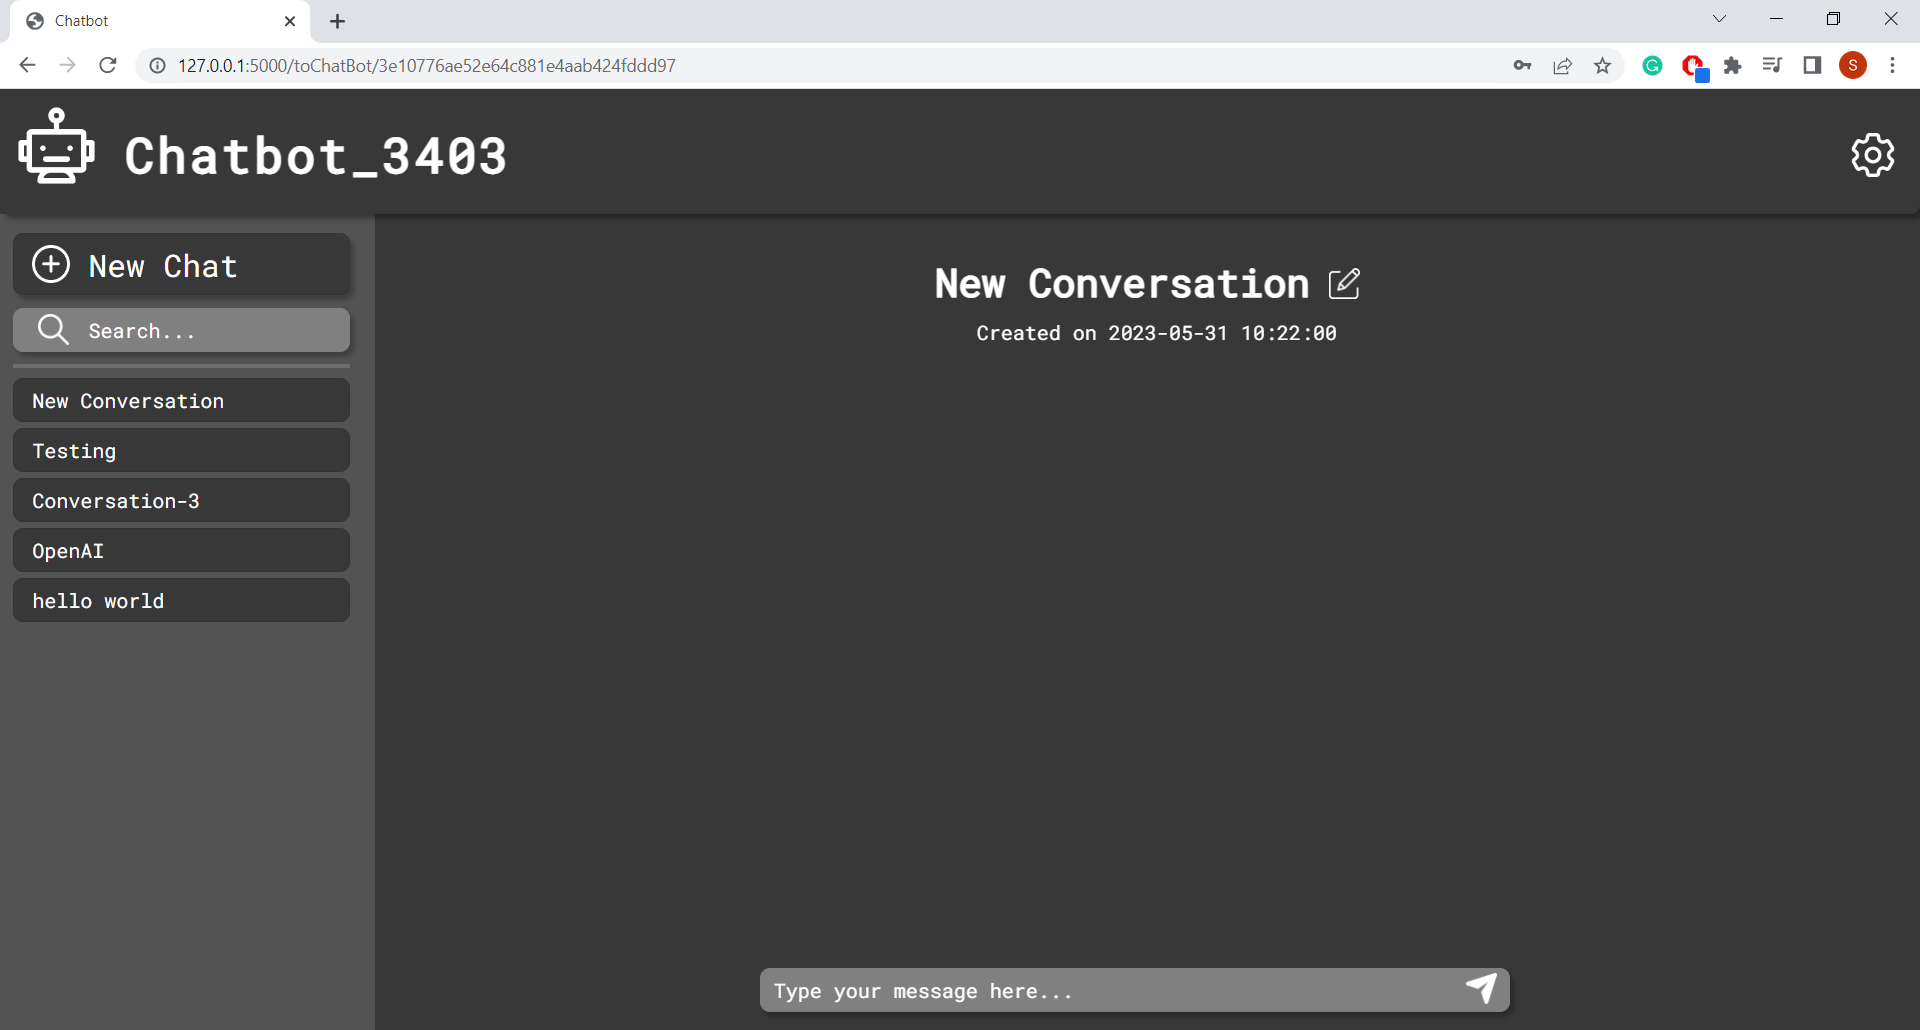 Chatbot
127.0.0.1:5000/toChatBot/3e10776ae52e64c881e4aab424fddd97
S
Chatbot_3403
New Chat
Search...
New Conversation
Testing
Conversation-3
OpenAI
hello world
New Conversation
Created on 2023-05-31 10:22:00
Type your message here...